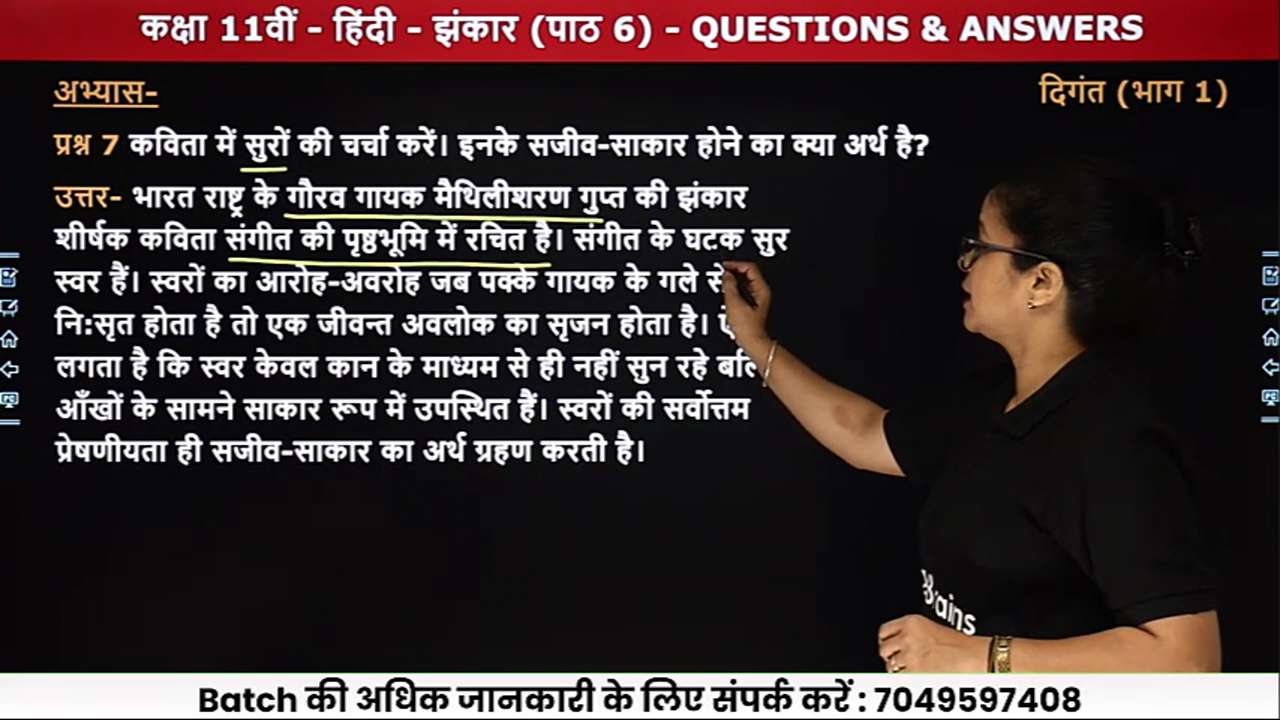 कक्षा 11वीं - हिंदी - झंकार (पाठ 6) - QUESTIONS & ANSWERS
अभ्यास-
दिगंत (भाग 1)
प्रश्न 7 कविता में सुरों की चर्चा करें। इनके सजीव-साकार होने का क्या अर्थ है?
उत्तर- भारत राष्ट्र के गौरव गायक मैथिलीशरण गुप्त की झंकार
शीर्षक कविता संगीत की पृष्ठभूमि में रचित है। संगीत के घटक सुर
स्वर हैं। स्वरों का आरोह-अवरोह जब पक्के गायक के गले से
नि:सृत होता है तो एक जीवन्त अवलोक का सृजन होता है।
लगता है कि स्वर केवल कान के माध्यम से ही नहीं सुन रहे
आँखों के सामने साकार रूप में उपस्थित हैं। स्वरों की सर्वोत्तम
प्रेषणीयता ही सजीव-साकार का अर्थ ग्रहण करती है।
Batch की अधिक जानकारी के लिए संपर्क करें : 7049597408